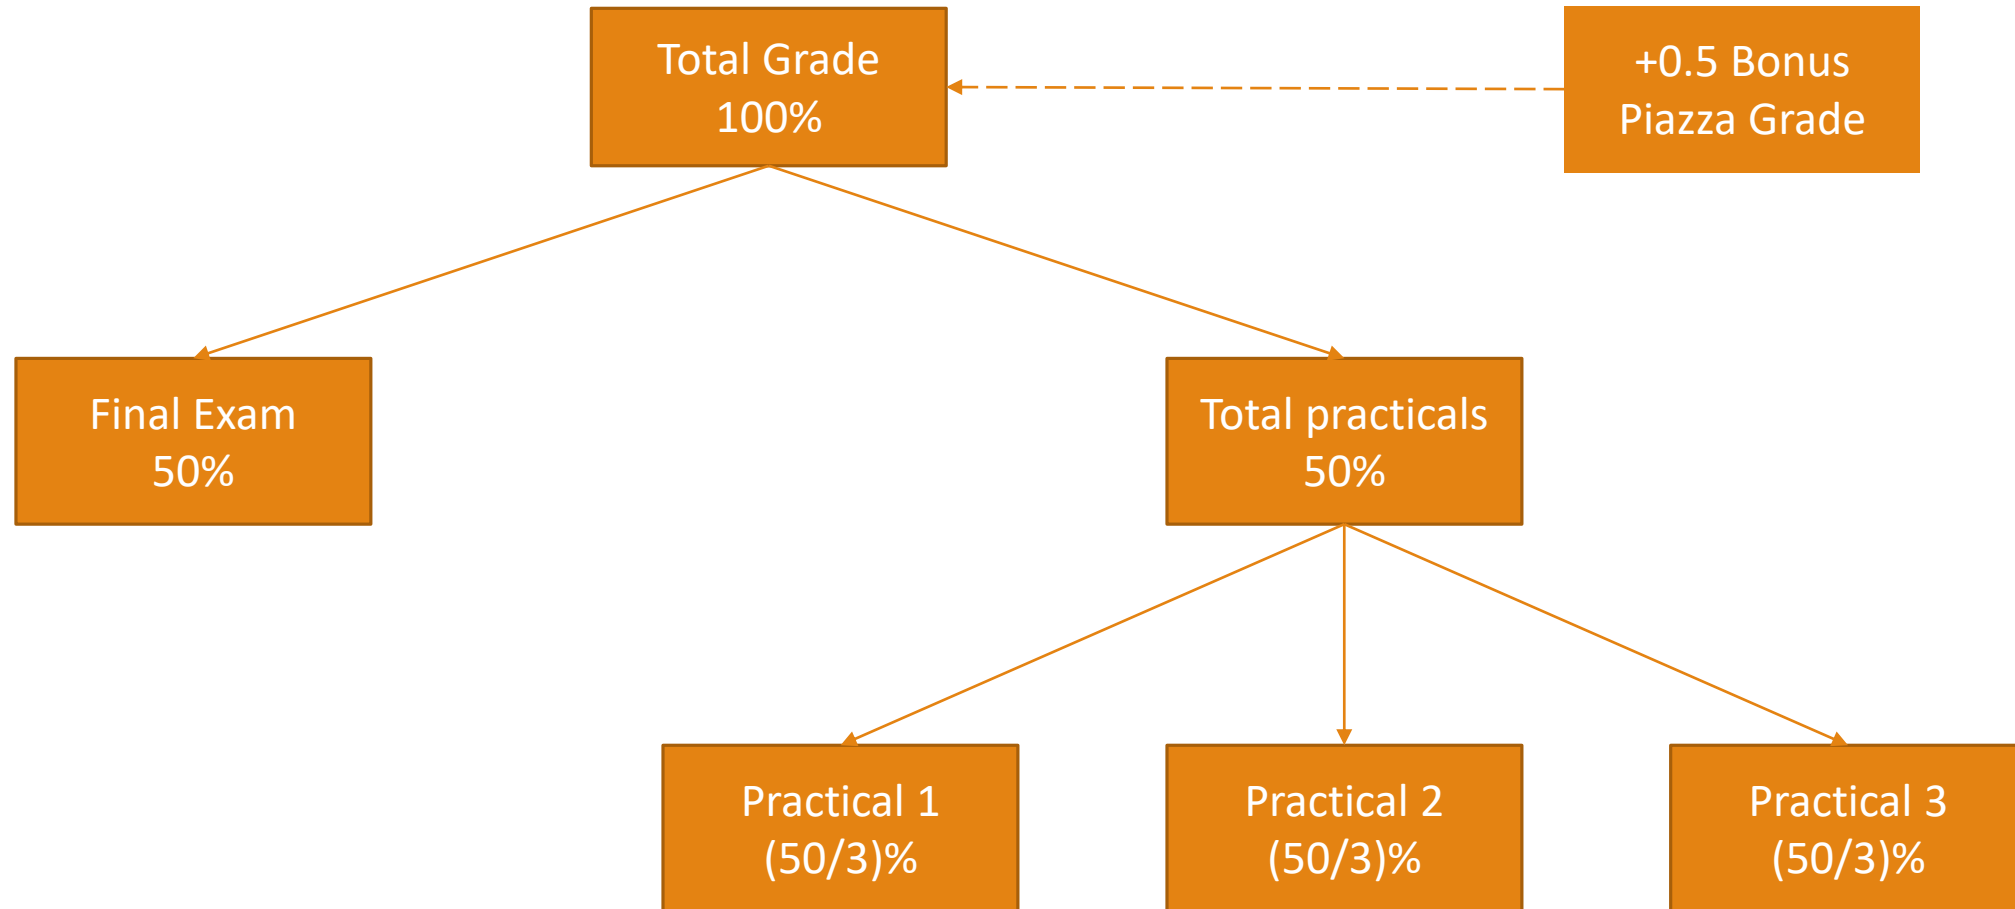 Total Grade
100%
+0.5 Bonus
Piazza Grade
Final Exam
50%
Total practicals
50%
Practical 1
(50/3)%
Practical 2
(50/3)%
Practical 3
(50/3)%